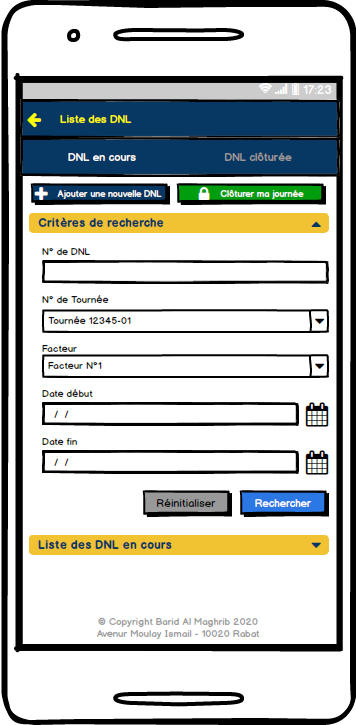 17:23
Liste des DNL
DNL en cours DNL clôturée
Ajouter une nouvelle DNL Clôturer ma journée
Critères de recherche
N° de DNL
N° de Tournée
Tournée 12345-01
Facteur
Facteur N°1
Date début
/ /
Date fin
/ /
Réinitialiser Rechercher
Liste des DNL en cours
© Copyright Barid Al Maghrib 2020
Avenur Moulay Ismail - 10020 Rabat